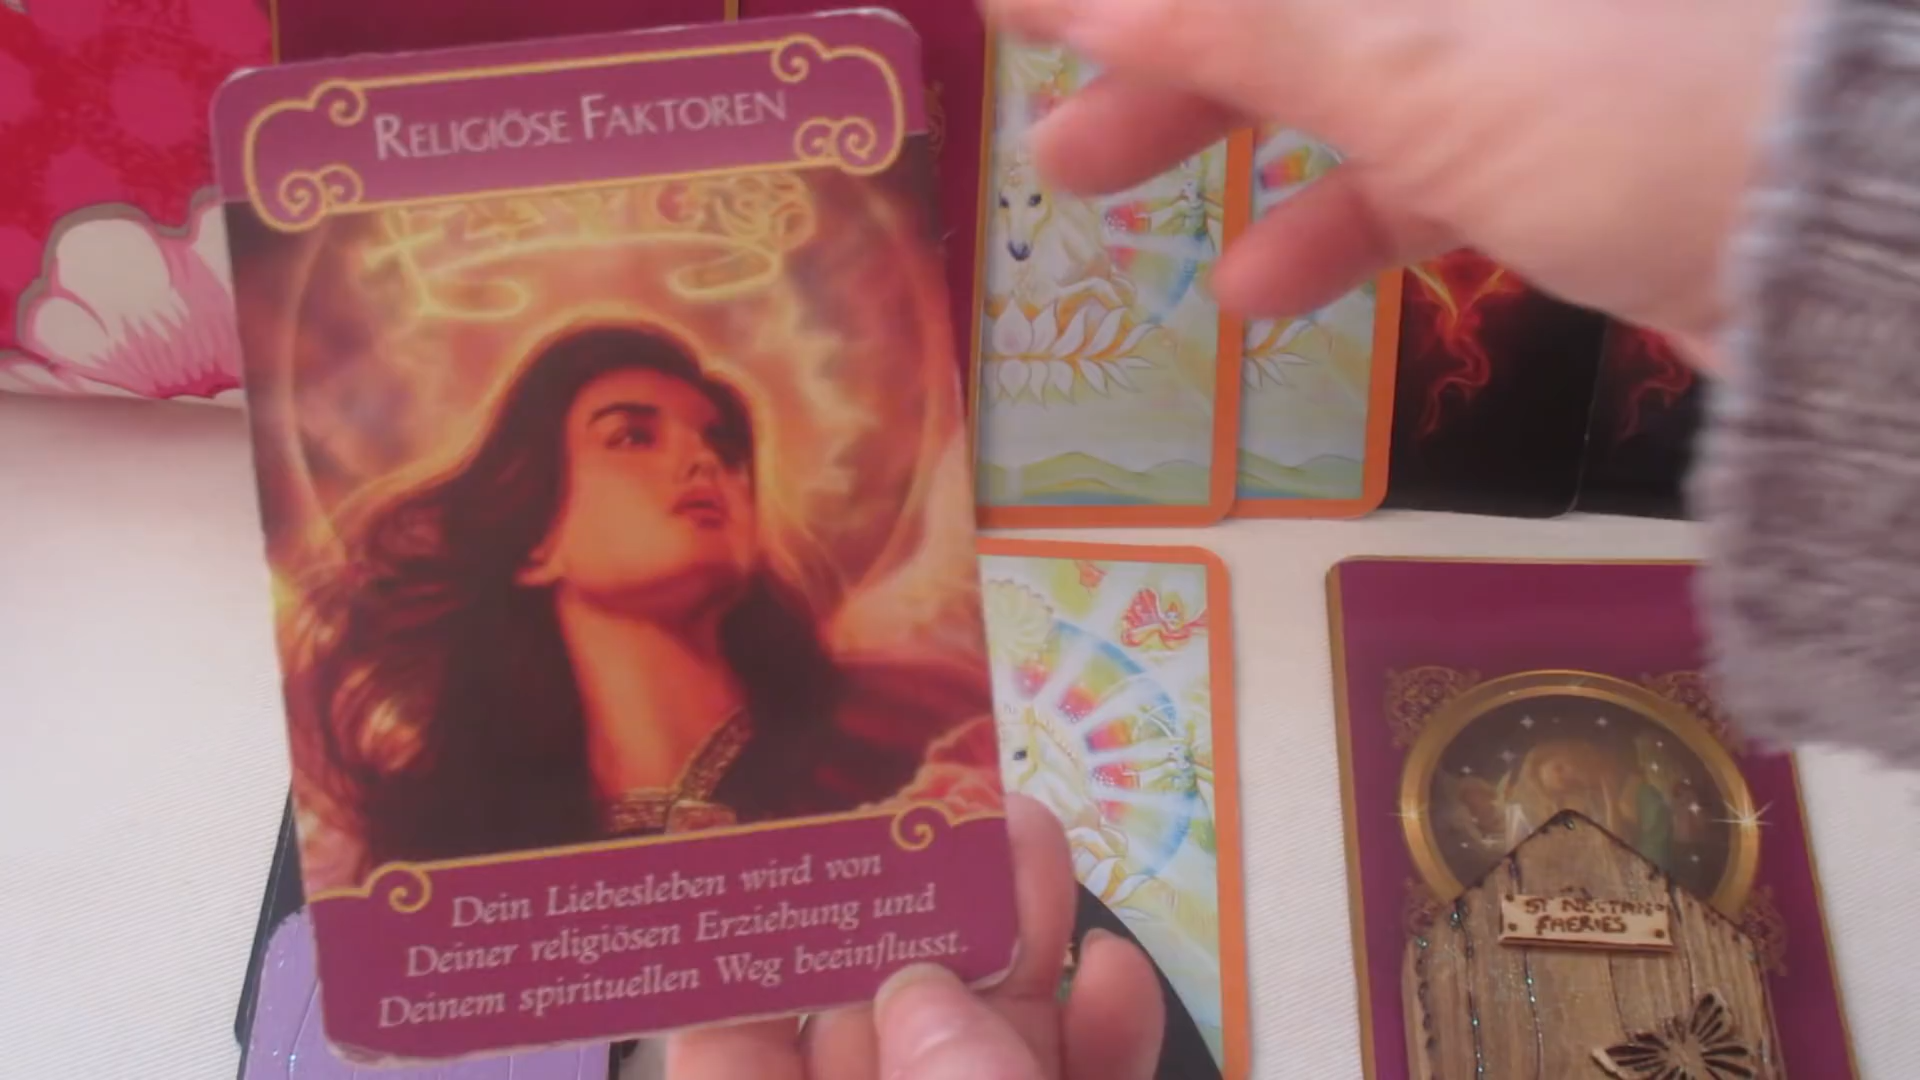 RELIGIÖSE FAKTOREN
Dein Liebesleben wird von
Deiner religiösen Erziehung und
Deinem spirituellen Weg beeinflusst.
ST NECTAN
FAERIES